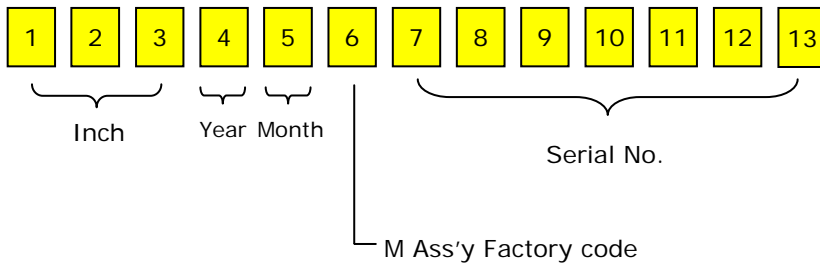 1 2 3 4 5 6 7 8 9 10 11 12 13
Inch Year Month
Serial No.
M Ass'y Factory code